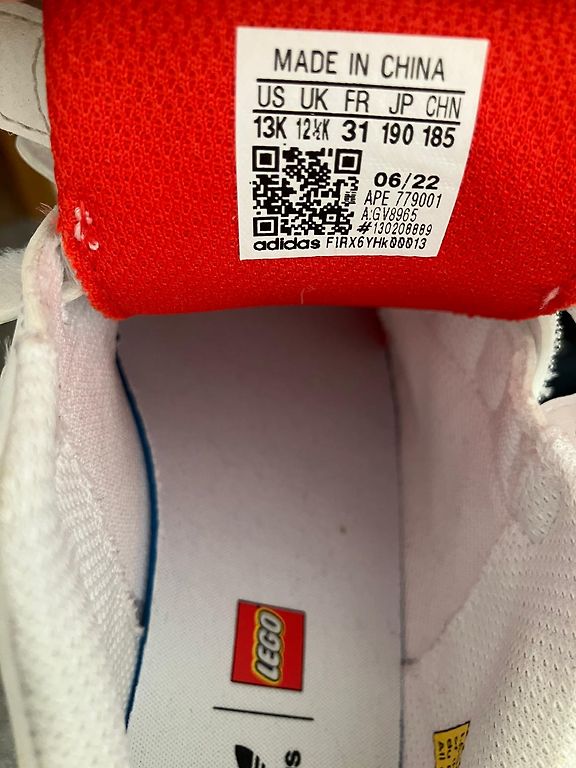 MADE IN CHINA
US UK FR JP CHN
13K 12½K 31 190 185
06/22
APE 779001
A:GV8965
#130208889
adidas F1RX6YHk00013
LEGO